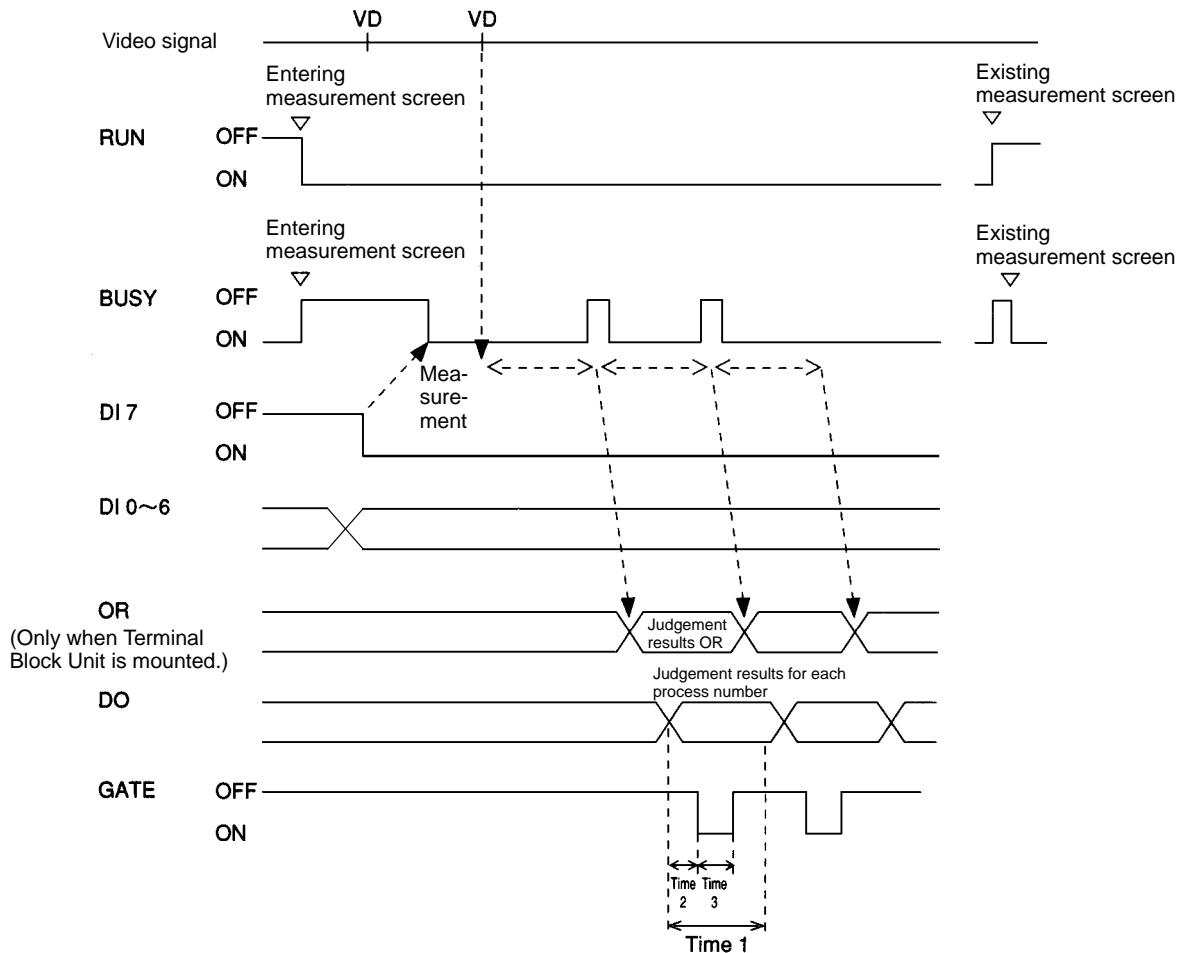 VD VD
Video signal
Entering
measurement screen
Existing
measurement screen
RUN OFF
ON
Entering
measurement screen
Existing
measurement screen
BUSY OFF
ON
Mea-
sure-
ment
DI 7 OFF
ON
DI 0～6
OR
(Only when Terminal
Block Unit is mounted.)
Judgement
results OR
Judgement results for each
process number
DO
GATE OFF
ON
Time
2
Time
3
Time 1